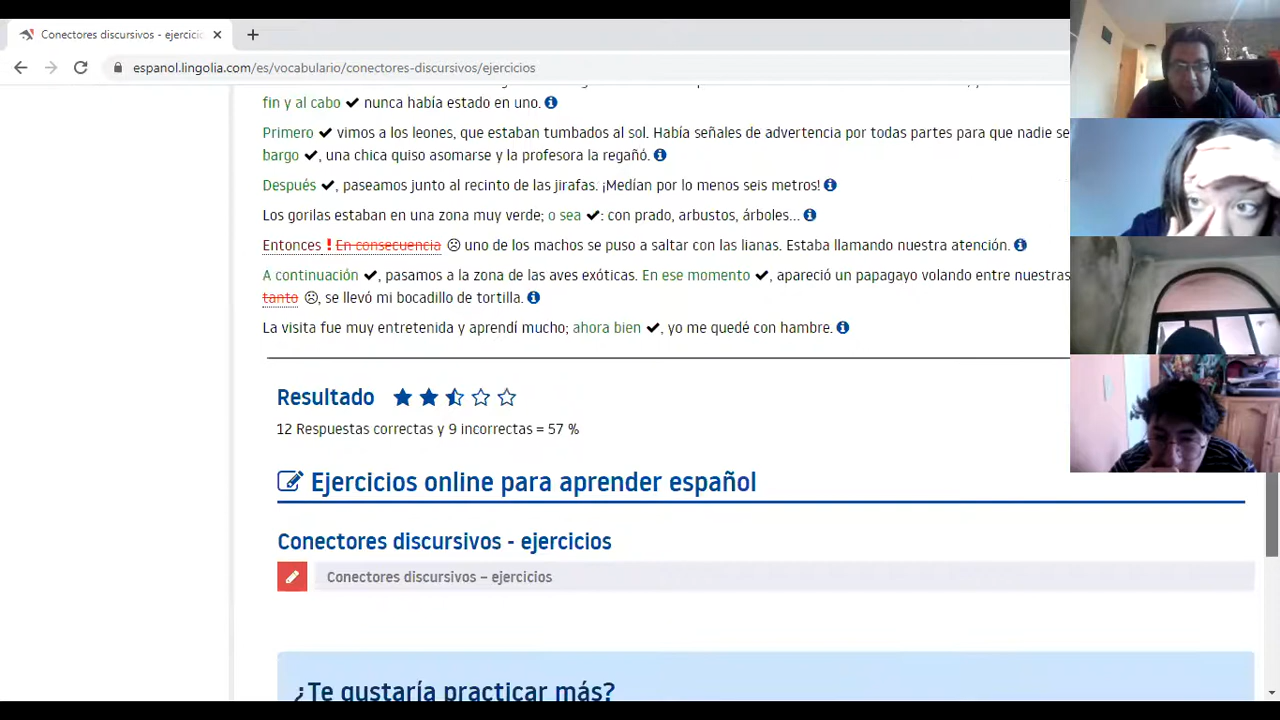 Conectores discursivos - ejercici
espanol.lingolia.com/es/vocabulario/conectores-discursivos/ejercicios
fin y al cabo ✔ nunca había estado en uno.
Primero ✔ vimos a los leones, que estaban tumbados al sol. Había señales de advertencia por todas partes para que nadie se
bargo ✔, una chica quiso asomarse y la profesora la regañó.
Después ✔, paseamos junto al recinto de las jirafas. ¡Medían por lo menos seis metros!
Los gorilas estaban en una zona muy verde; o sea ✔: con prado, arbustos, árboles...
Entonces ! En consecuencia ☹ uno de los machos se puso a saltar con las lianas. Estaba llamando nuestra atención.
A continuación ✔, pasamos a la zona de las aves exóticas. En ese momento ✔, apareció un papagayo volando entre nuestras
tanto ☹, se llevó mi bocadillo de tortilla.
La visita fue muy entretenida y aprendí mucho; ahora bien ✔, yo me quedé con hambre.
Resultado
12 Respuestas correctas y 9 incorrectas = 57 %
Ejercicios online para aprender español
Conectores discursivos - ejercicios
Conectores discursivos – ejercicios
¿Te gustaría practicar más?